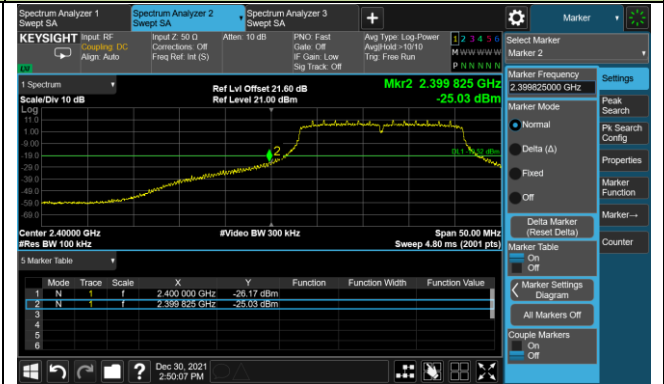 Spectrum Analyzer 1
Swept SA
Spectrum Analyzer 2
Swept SA
Spectrum Analyzer 3
Swept SA
+
Marker
KEYSIGHT
Input: RF
Coupling: DC
Align: Auto
Input Z: 50 Ω
Corrections: Off
Freq Ref: Int (S)
Atten: 10 dB
PNO: Fast
Gate: Off
IF Gain: Low
Sig Track: Off
Avg Type: Log-Power
Avg|Hold:>10/10
Trig: Free Run
1 2 3 4 5 6
M W W W W W
P N N N N N
LV
Select Marker
Marker 2
1 Spectrum
Scale/Div 10 dB
Log
Ref Lvl Offset 21.60 dB
Ref Level 21.00 dBm
Mkr2 2.399 825 GHz
-25.03 dBm
11.0
1.00
-9.00
-19.0
-29.0
-39.0
-49.0
-59.0
-69.0
2
Center 2.40000 GHz
#Res BW 100 kHz
#Video BW 300 kHz
Span 50.00 MHz
Sweep 4.80 ms (2001 pts)
5 Marker Table
Mode Trace Scale X Y Function Function Width Function Value
1 N 1 f 2.400 000 GHz -26.17 dBm
2 N 1 f 2.399 825 GHz -25.03 dBm
3
4
5
6
Marker Frequency
2.399825000 GHz
Marker Mode
Normal
Delta (Δ)
Fixed
Off
Delta Marker
(Reset Delta)
Marker Table
On
Off
Marker Settings
Diagram
All Markers Off
Couple Markers
On
Off
Settings
Peak
Search
Pk Search
Config
Properties
Marker
Function
Marker→
Counter
?
Dec 30, 2021
2:50:07 PM